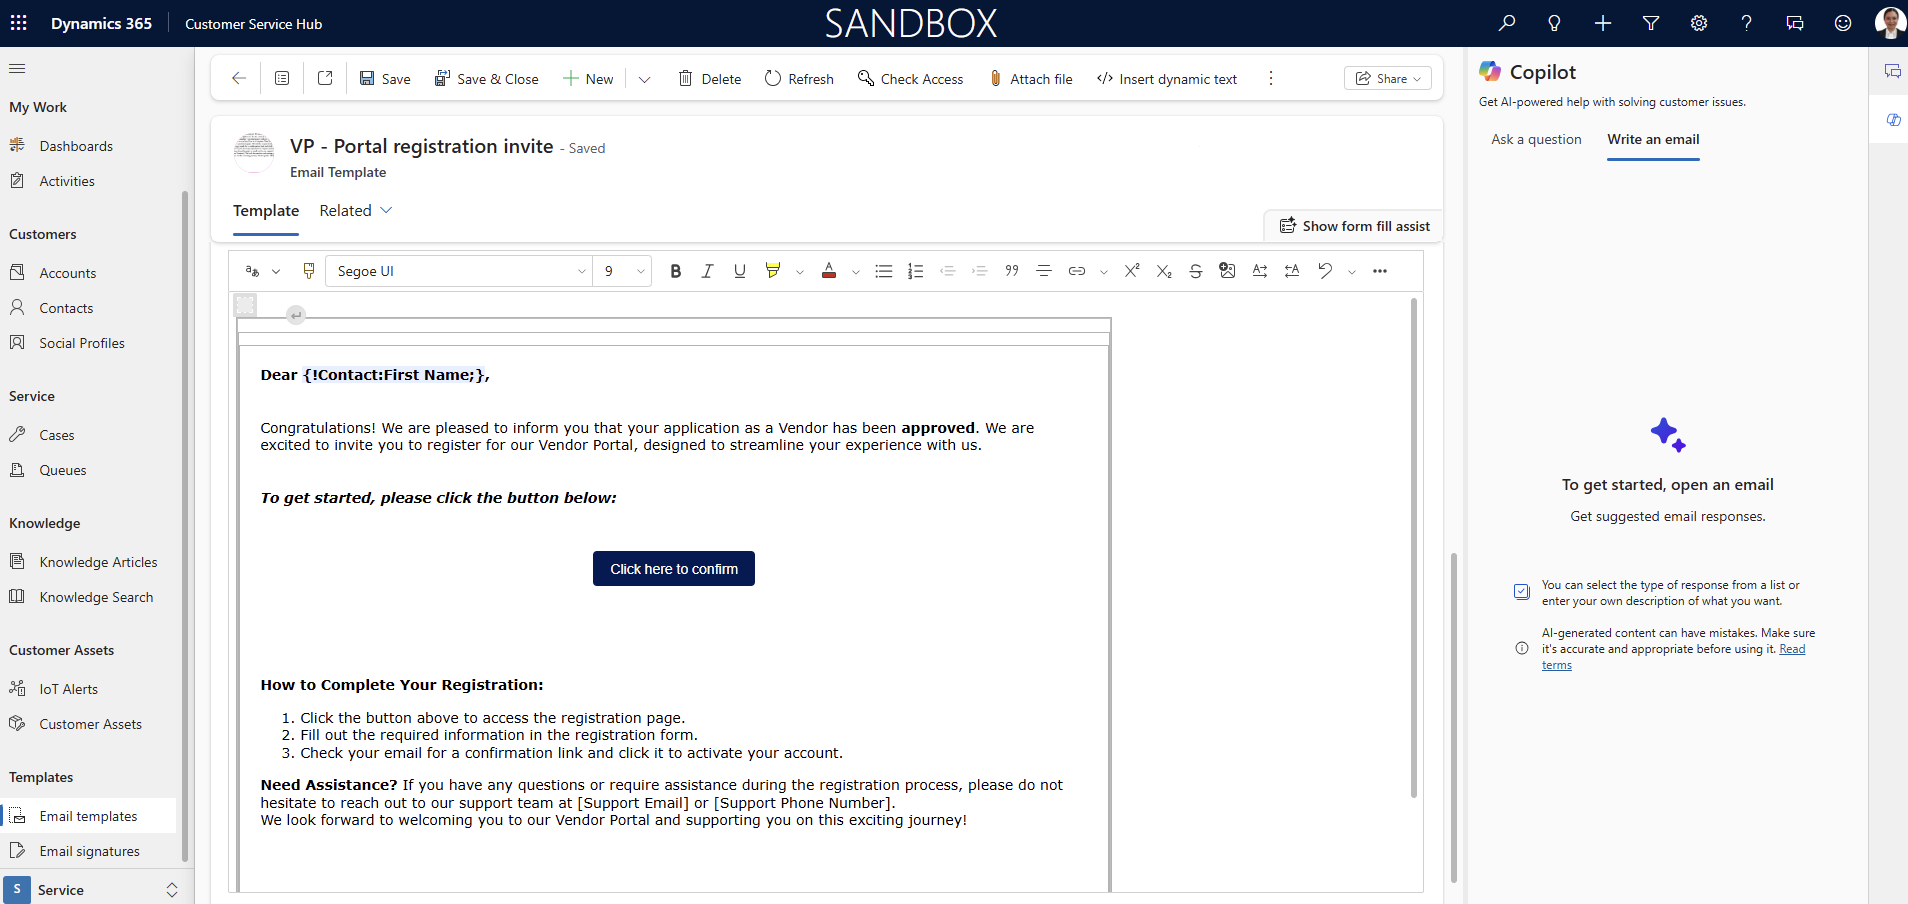 Dynamics 365
Customer Service Hub
SANDBOX
Save
Save & Close
New
Delete
Refresh
Check Access
Attach file
Insert dynamic text
Share
My Work
Dashboards
Activities
Customers
Accounts
Contacts
Social Profiles
Service
Cases
Queues
Knowledge
Knowledge Articles
Knowledge Search
Customer Assets
IoT Alerts
Customer Assets
Templates
Email templates
Email signatures
S
Service
VP - Portal registration invite - Saved
Email Template
Template
Related
Show form fill assist
Segoe UI
9
Dear {!Contact:First Name;},
Congratulations! We are pleased to inform you that your application as a Vendor has been approved. We are
excited to invite you to register for our Vendor Portal, designed to streamline your experience with us.
To get started, please click the button below:
Click here to confirm
How to Complete Your Registration:
1. Click the button above to access the registration page.
2. Fill out the required information in the registration form.
3. Check your email for a confirmation link and click it to activate your account.
Need Assistance? If you have any questions or require assistance during the registration process, please do not
hesitate to reach out to our support team at [Support Email] or [Support Phone Number].
We look forward to welcoming you to our Vendor Portal and supporting you on this exciting journey!
Copilot
Get AI-powered help with solving customer issues.
Ask a question
Write an email
To get started, open an email
Get suggested email responses.
You can select the type of response from a list or
enter your own description of what you want.
AI-generated content can have mistakes. Make sure
it's accurate and appropriate before using it. Read
terms